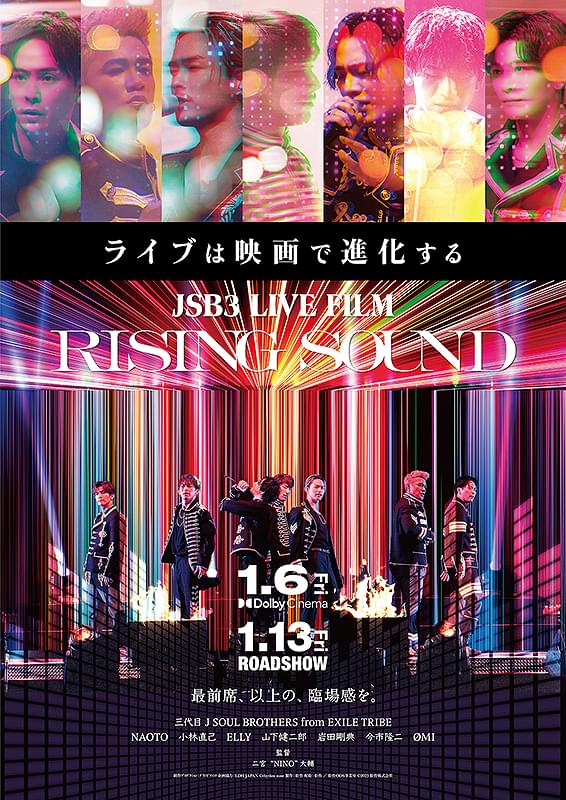 ライブは映画で進化する
JSB3 LIVE FILM
RISING SOUND
1.6 Fri
Dolby Cinema
1.13 Fri
ROADSHOW
最前席、以上の、臨場感を。
三代目 J SOUL BROTHERS from EXILE TRIBE
NAOTO 小林直己 ELLY 山下健二郎 岩田剛典 今市隆二 ØMI
監督
二宮 "NINO" 大輔